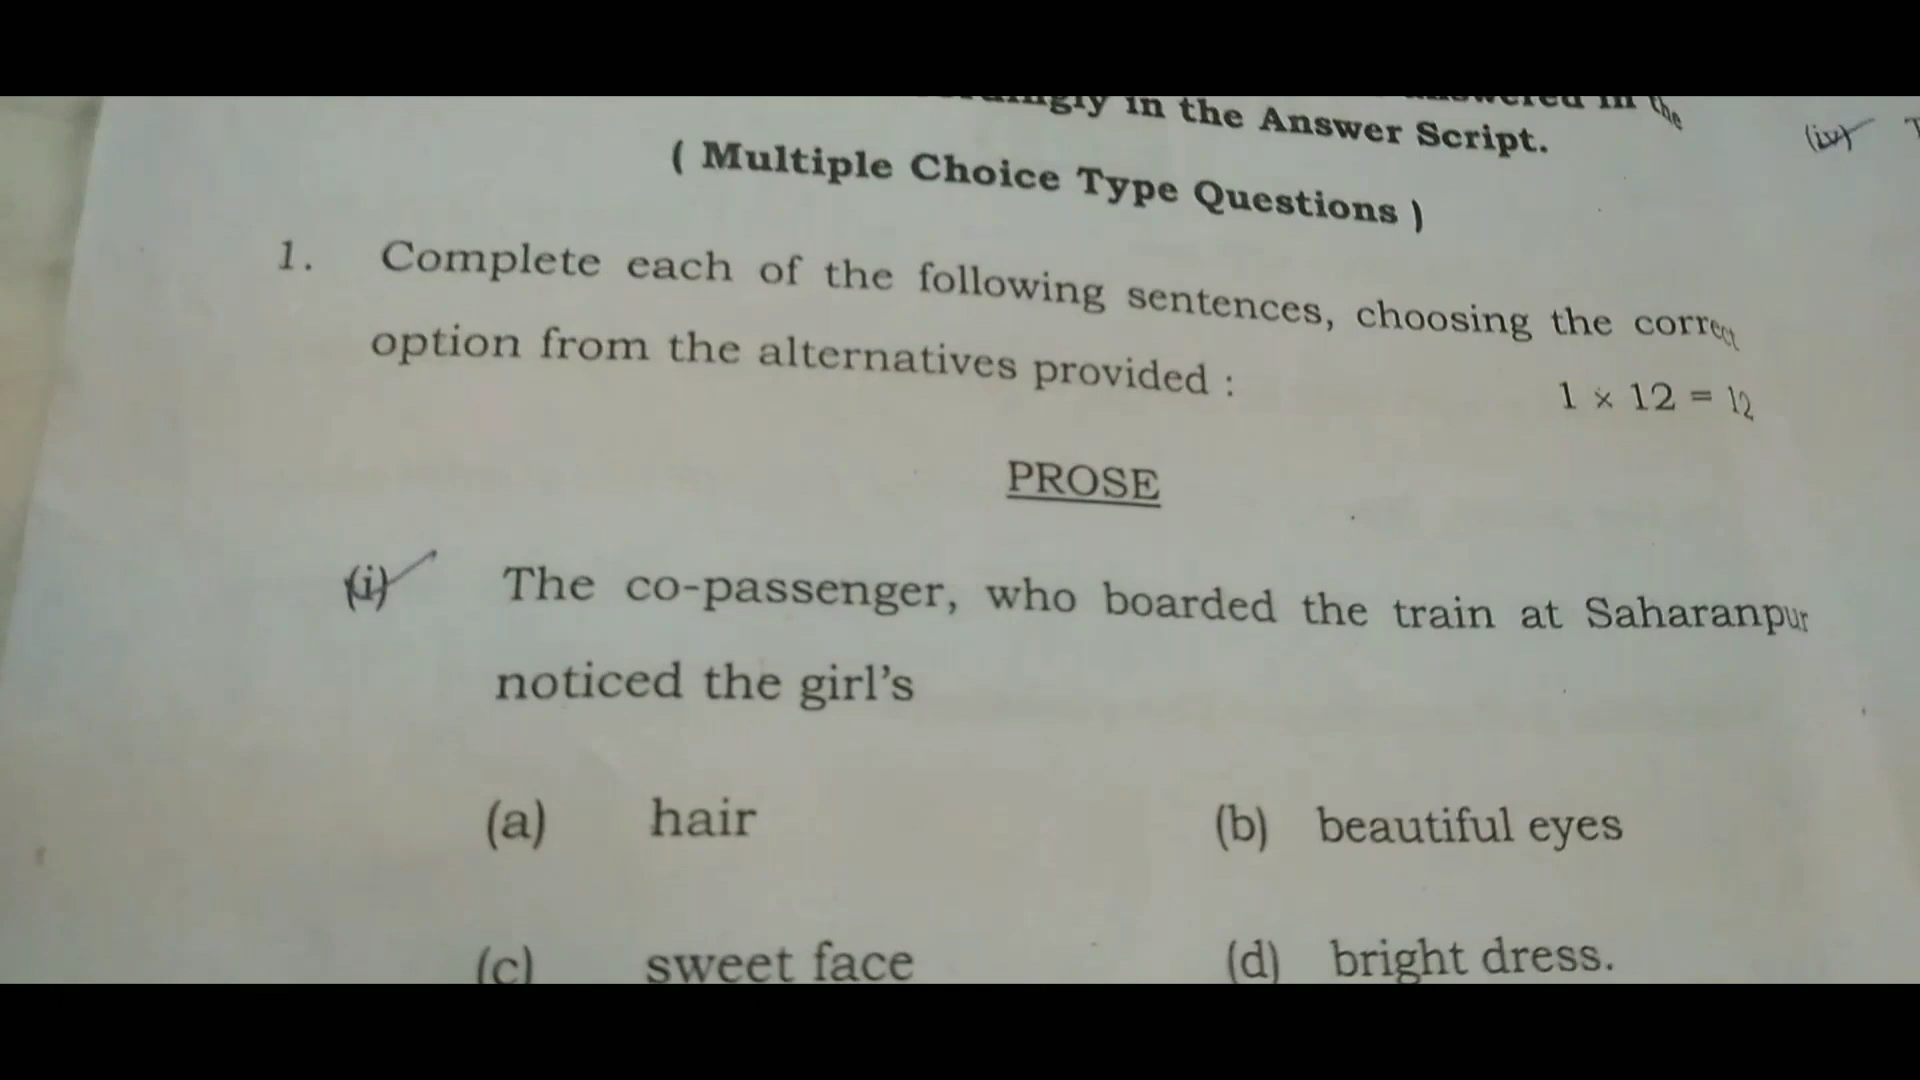 in the Answer Script.
(iv)
( Multiple Choice Type Questions )
1. Complete each of the following sentences, choosing the correct
option from the alternatives provided :
1 × 12 = 12
PROSE
(i) The co-passenger, who boarded the train at Saharanpur
noticed the girl's
(a) hair (b) beautiful eyes
(c) sweet face (d) bright dress.